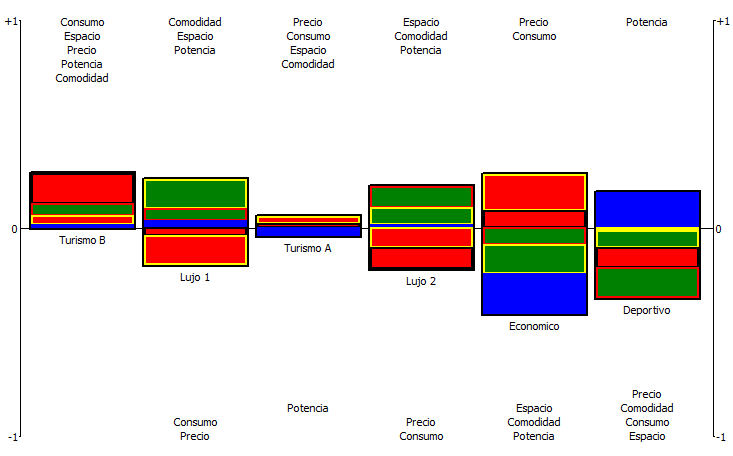 +1
Consumo
Espacio
Precio
Potencia
Comodidad
Comodidad
Espacio
Potencia
Precio
Consumo
Espacio
Comodidad
Espacio
Comodidad
Potencia
Precio
Consumo
Potencia
+1
0
Turismo B
Lujo 1
Turismo A
Lujo 2
Economico
Deportivo
0
-1
Consumo
Precio
Potencia
Precio
Consumo
Espacio
Comodidad
Potencia
Precio
Comodidad
Consumo
Espacio
-1